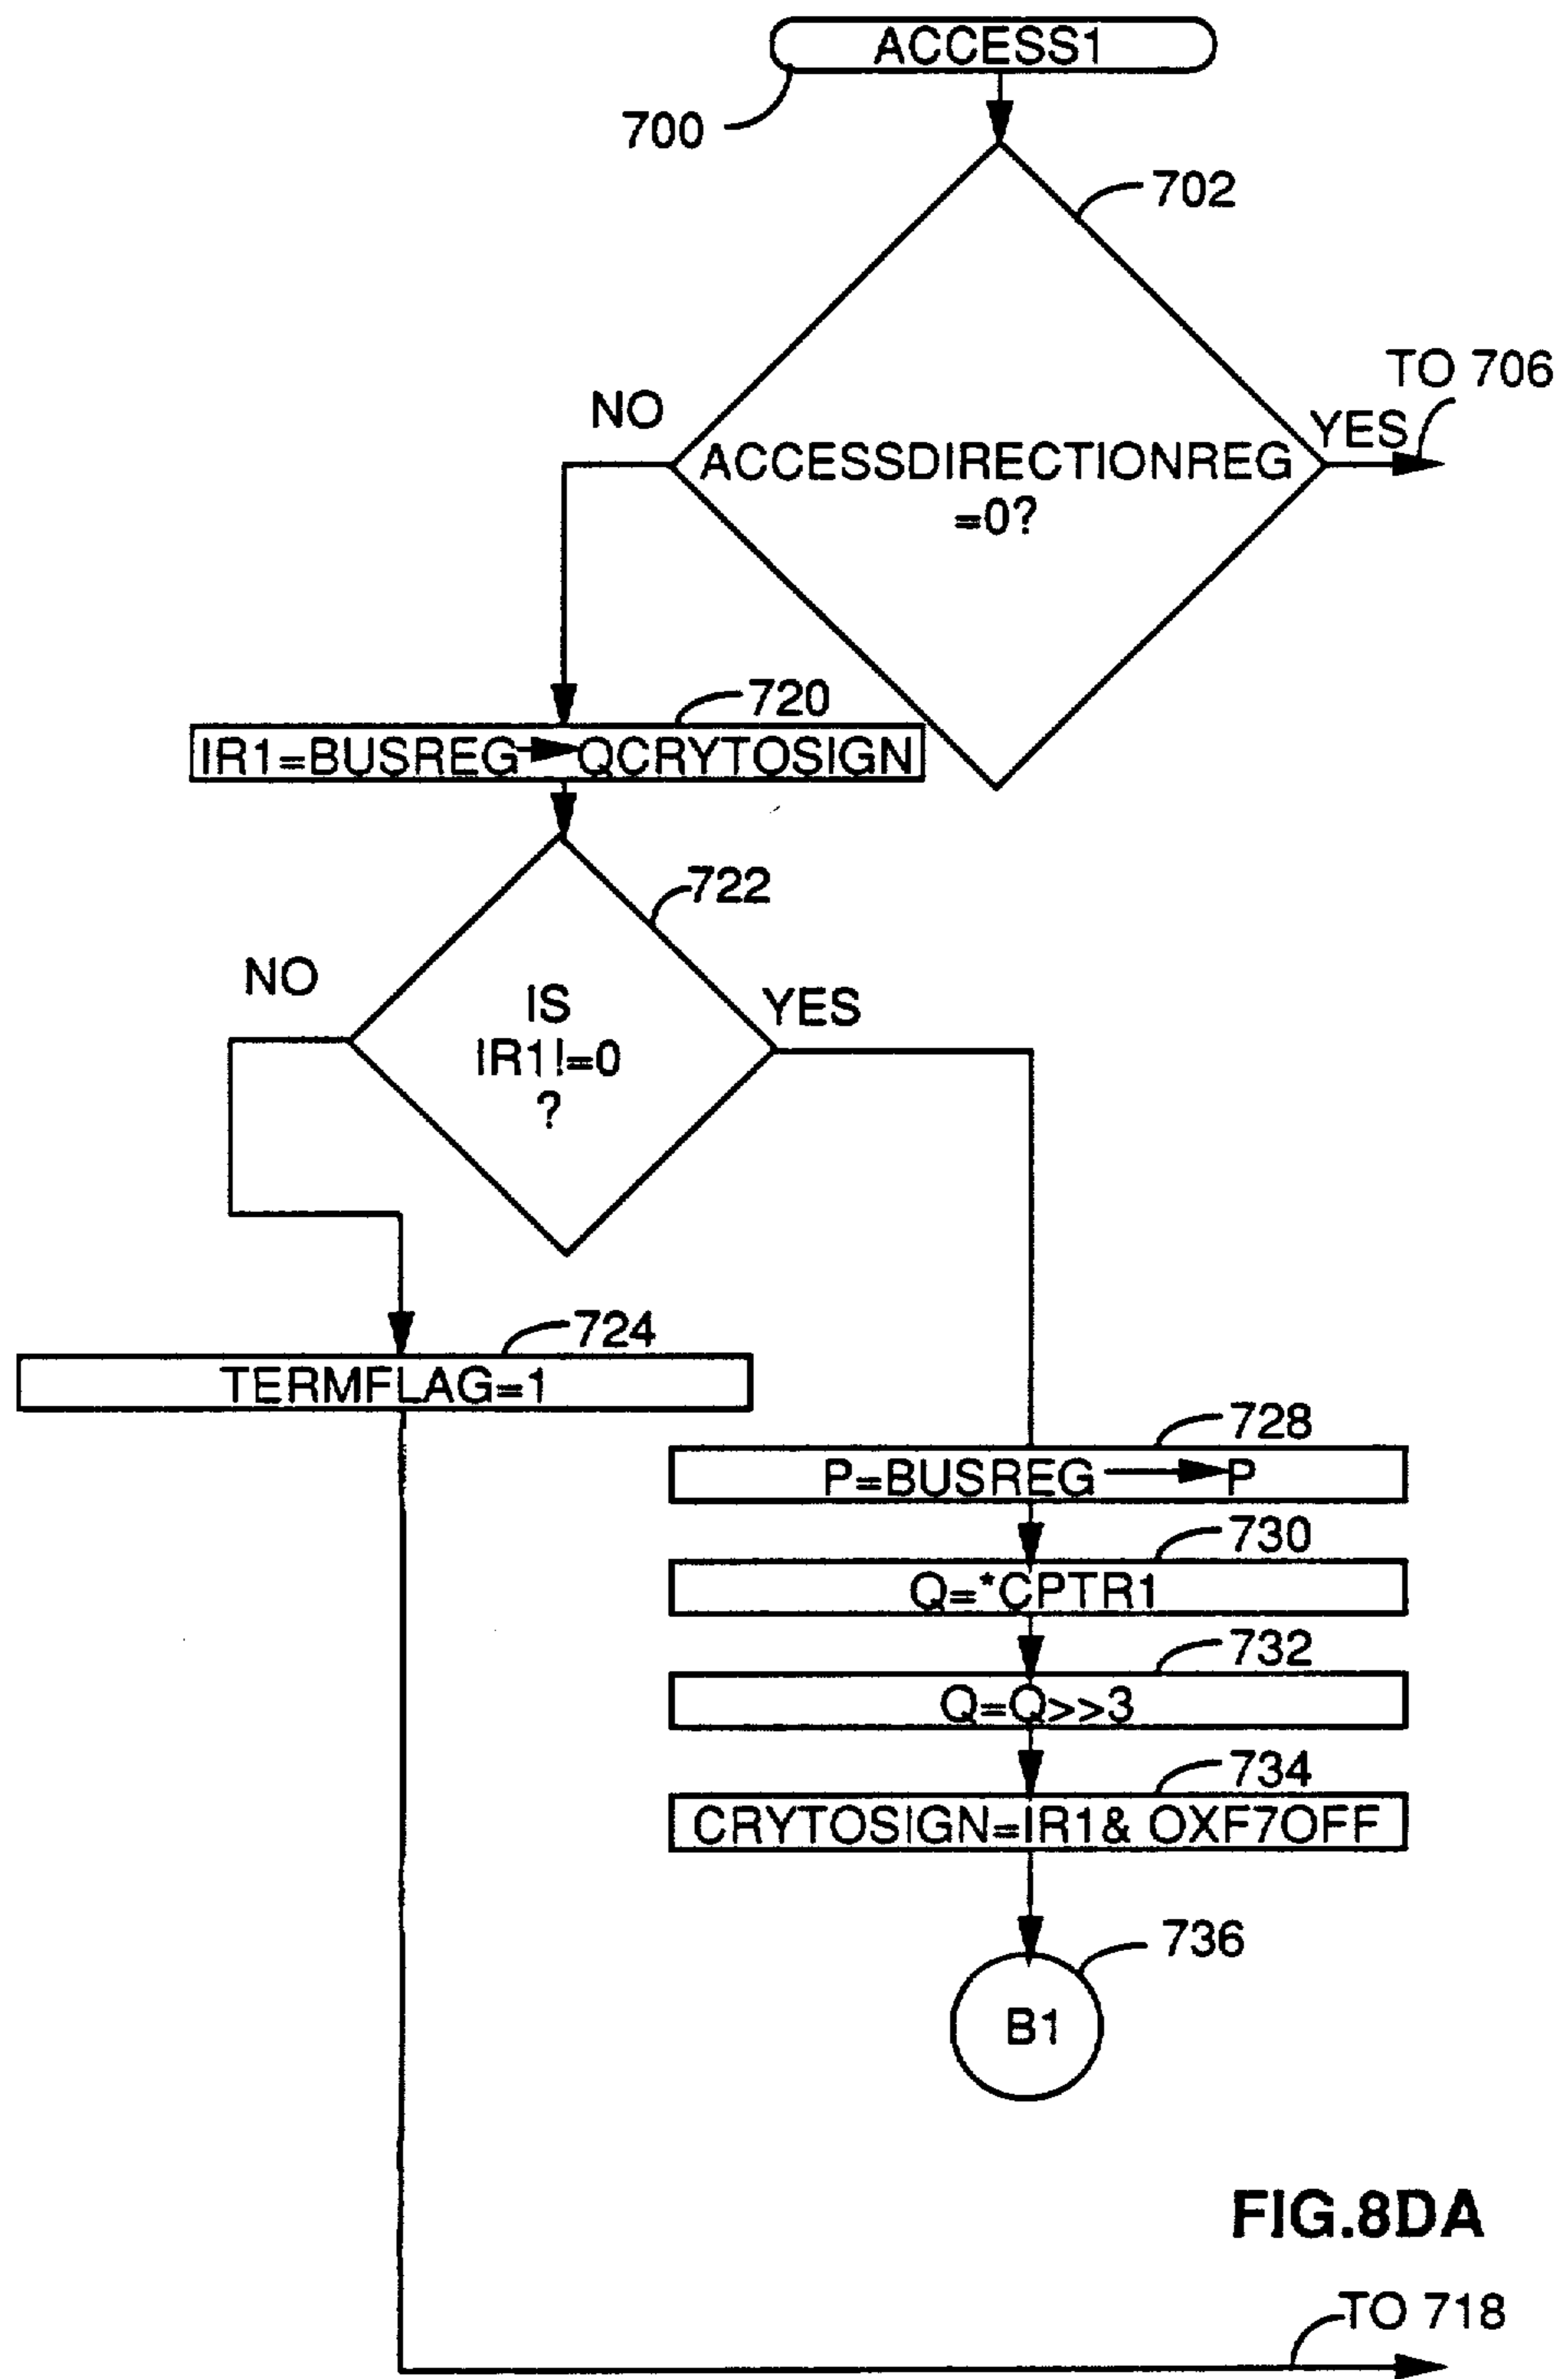 ACCESS1
700
702
TO 706
NO
YES
ACCESSDIRECTIONREG
=0?
720
IR1=BUSREG→QCRYTOSIGN
722
NO
YES
IS
IR1!=0
?
724
TERMFLAG=1
728
P=BUSREG→P
730
Q=*CPTR1
732
Q=Q>>3
734
CRYTOSIGN=IR1& OXF7OFF
736
B1
FIG.8DA
TO 718